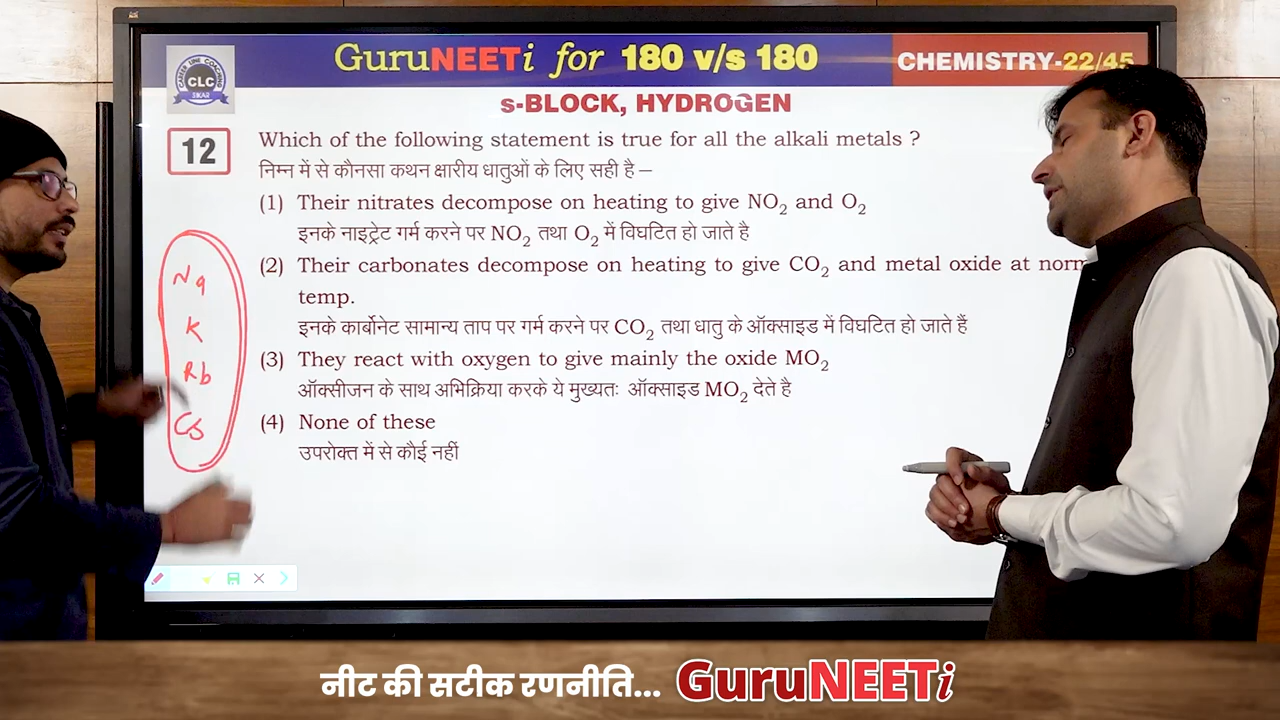 GuruNEETi for 180 v/s 180
CHEMISTRY-22/45
CAREER LINE COACHING
CLC
SIKAR
s-BLOCK, HYDROGEN
12
Which of the following statement is true for all the alkali metals ?
निम्न में से कौनसा कथन क्षारीय धातुओं के लिए सही है –
(1) Their nitrates decompose on heating to give NO₂ and O₂
इनके नाइट्रेट गर्म करने पर NO₂ तथा O₂ में विघटित हो जाते है
(2) Their carbonates decompose on heating to give CO₂ and metal oxide at norm
temp.
इनके कार्बोनेट सामान्य ताप पर गर्म करने पर CO₂ तथा धातु के ऑक्साइड में विघटित हो जाते हैं
(3) They react with oxygen to give mainly the oxide MO₂
ऑक्सीजन के साथ अभिक्रिया करके ये मुख्यतः ऑक्साइड MO₂ देते है
(4) None of these
उपरोक्त में से कौई नहीं
Na
K
Rb
Cs
नीट की सटीक रणनीति... GuruNEETi